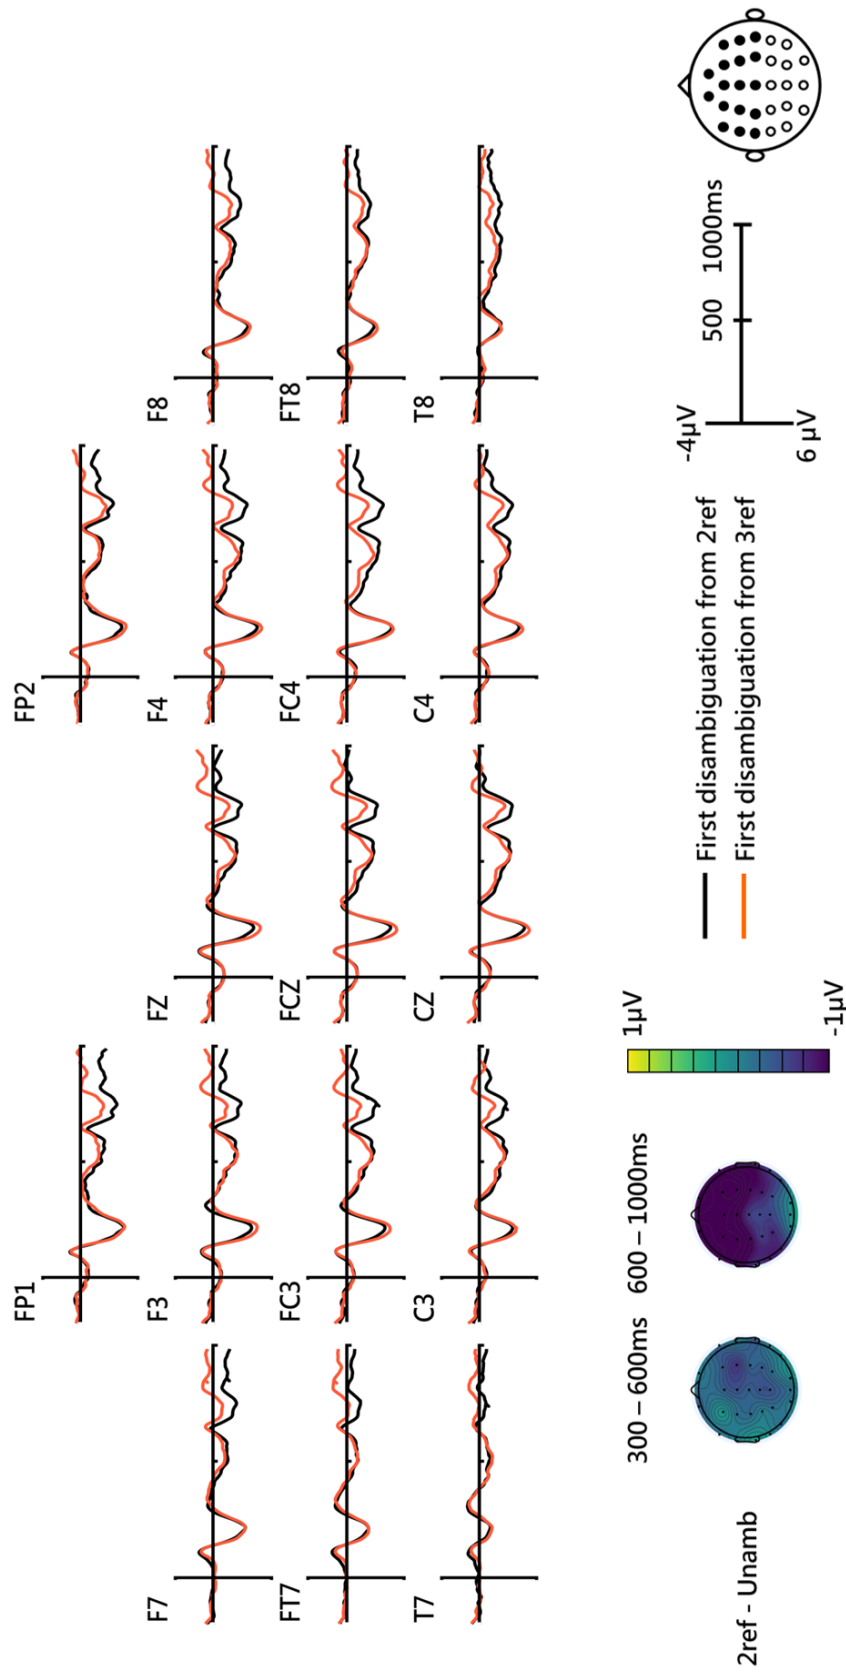 FP1
FP2
F7
F3
FZ
F4
F8
FT7
FC3
FCZ
FC4
FT8
T7
C3
CZ
C4
T8
300 – 600ms
600 – 1000ms
1µV
-1µV
2ref - Unamb
First disambiguation from 2ref
First disambiguation from 3ref
-4µV
6 µV
500
1000ms